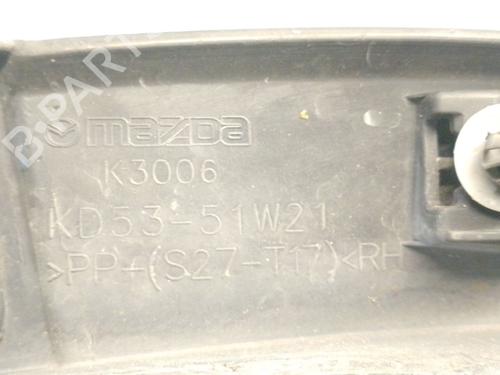 mazda
K3006
KD53-51W21
>PP-(S27-T17)<RH
B-PARTS